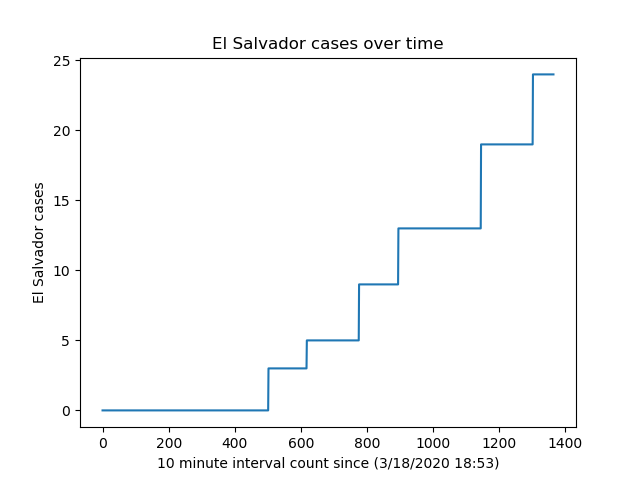 El Salvador cases over time
25
20
15
10
5
0
El Salvador cases
0 200 400 600 800 1000 1200 1400
10 minute interval count since (3/18/2020 18:53)